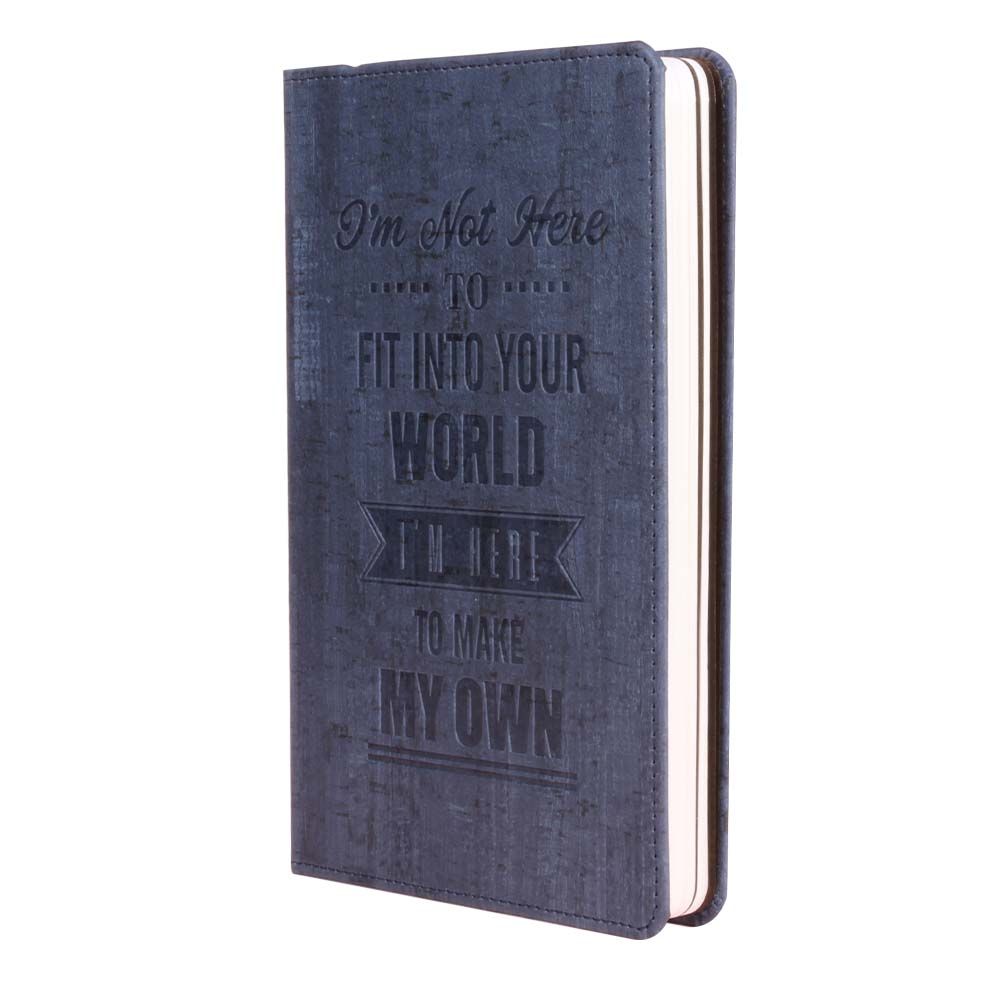 I'm Not Here
TO
FIT INTO YOUR
WORLD
I'M HERE
TO MAKE
MY OWN